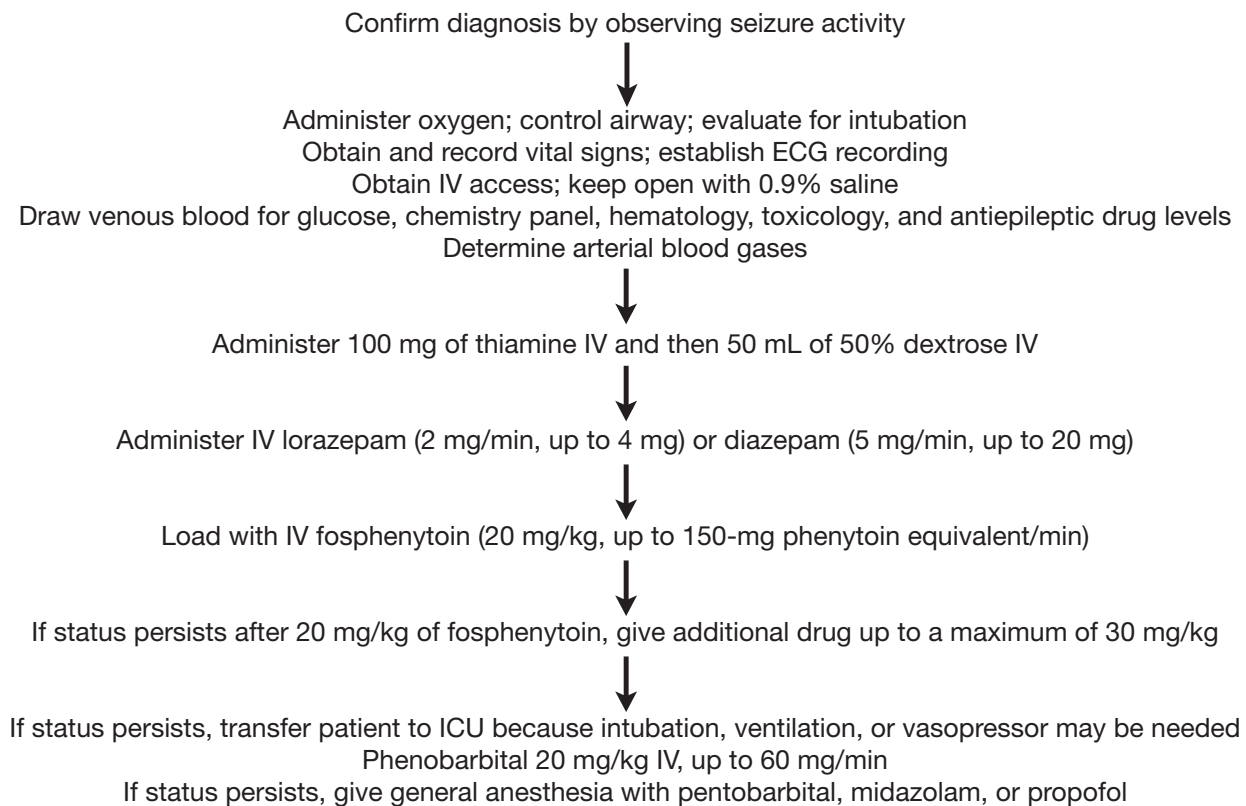 Confirm diagnosis by observing seizure activity
Administer oxygen; control airway; evaluate for intubation
Obtain and record vital signs; establish ECG recording
Obtain IV access; keep open with 0.9% saline
Draw venous blood for glucose, chemistry panel, hematology, toxicology, and antiepileptic drug levels
Determine arterial blood gases
Administer 100 mg of thiamine IV and then 50 mL of 50% dextrose IV
Administer IV lorazepam (2 mg/min, up to 4 mg) or diazepam (5 mg/min, up to 20 mg)
Load with IV fosphenytoin (20 mg/kg, up to 150-mg phenytoin equivalent/min)
If status persists after 20 mg/kg of fosphenytoin, give additional drug up to a maximum of 30 mg/kg
If status persists, transfer patient to ICU because intubation, ventilation, or vasopressor may be needed
Phenobarbital 20 mg/kg IV, up to 60 mg/min
If status persists, give general anesthesia with pentobarbital, midazolam, or propofol